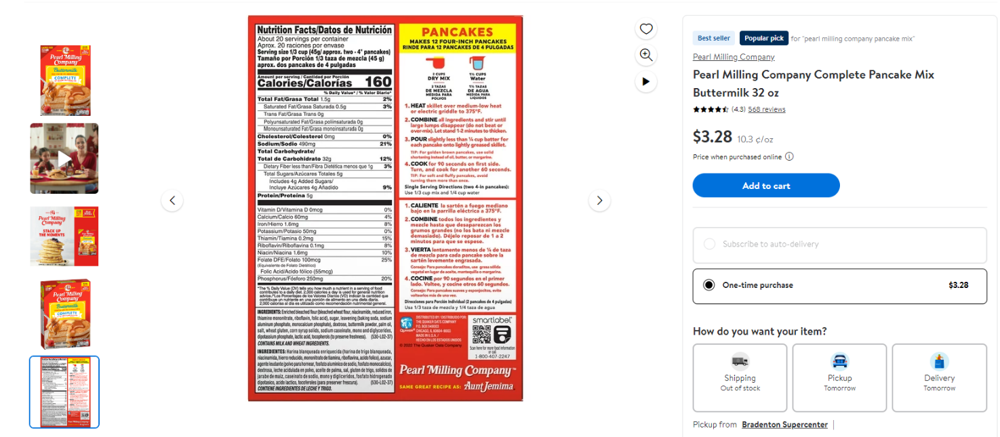 Pearl Milling Company
Buttermilk
COMPLETE
Pearl Milling Company
STACK UP
THE MOMENTS
Pearl Milling Company
Buttermilk
COMPLETE
Nutrition Facts/Datos de Nutrición
About 20 servings per container
Aprox. 20 raciones por envase
Serving size 1/3 cup (45g/ approx. two - 4" pancakes)
Tamaño por Porción 1/3 taza de mezcla (45 g)
aprox. dos pancakes de 4 pulgadas
Amount per serving / Cantidad por Porción
Calories/Calorías 160
% Daily Value* / % Valor Diario*
Total Fat/Grasa Total 1.5g 2%
Saturated Fat/Grasa Saturada 0.5g 3%
Trans Fat/Grasa Trans 0g
Polyunsaturated Fat/Grasa poliinsaturada 0g
Monounsaturated Fat/Grasa monoinsaturada 0g
Cholesterol/Colesterol 0mg 0%
Sodium/Sodio 490mg 21%
Total Carbohydrate/
Total de Carbohidrato 32g 12%
Dietary Fiber less than/Fibra Dietética menos que 1g 3%
Total Sugars/Azúcares Totales 5g
Includes 4g Added Sugars/
Incluye Azúcares 4g Añadido 9%
Protein/Proteína 5g
Vitamin D/Vitamina D 0mcg 0%
Calcium/Calcio 60mg 4%
Iron/Hierro 1.6mg 8%
Potassium/Potasio 50mg 0%
Thiamin/Tiamina 0.2mg 15%
Riboflavin/Riboflavina 0.1mg 8%
Niacin/Niacina 1.6mg 10%
Folate DFE/Folato 100mcg 25%
(Equivalente de Folato Dietético)
Folic Acid/Acido fólico (55mcg)
Phosphorus/Fósforo 250mg 20%
*The % Daily Value (DV) tells you how much a nutrient in a serving of food
contributes to a daily diet. 2,000 calories a day is used for general nutrition
advice./*Los Porcentajes de los Valores Diarios (VD) indican la cantidad que
contribuye un nutriente en una porción de alimento en una dieta diaria.
2,000 calorías al día es utilizado como recomendación nutrimental general.
INGREDIENTS: Enriched bleached flour (bleached wheat flour, niacinamide, reduced iron,
thiamine mononitrate, riboflavin, folic acid), sugar, leavening (baking soda, sodium
aluminum phosphate, monocalcium phosphate), dextrose, buttermilk powder, palm oil,
salt, wheat gluten, corn syrup solids, sodium caseinate, mono and diglycerides,
dipotassium phosphate, lactic acid, tocopherols (to preserve freshness). (530-L02-37)
CONTAINS MILK AND WHEAT INGREDIENTS.
INGREDIENTES: Harina blanqueada enriquecida (harina de trigo blanqueada,
niacinamida, hierro reducido, mononitrato de tiamina, riboflavina, acido folico), azucar,
agente leudante (polvo para hornear, fosfato aluminico de sodio, fosfato monocalcico),
dextrosa, leche acidulada en polvo, aceite de palma, sal, gluten de trigo, solidos de
jarabe de maiz, caseinato de sodio, mono y digliceridos, fosfato hidrogenado
dipotasico, acido lactico, tocoferoles (para preservar frescura). (530-L02-37)
CONTIENE INGREDIENTES DE LECHE Y TRIGO.
PANCAKES
MAKES 12 FOUR-INCH PANCAKES
RINDE PARA 12 PANCAKES DE 4 PULGADAS
2 CUPS
DRY MIX
2 TAZAS
DE MEZCLA
MEDIDA PARA
POLVOS
1½ CUPS
Water
1½ TAZAS
DE AGUA
MEDIDA PARA
LIQUIDOS
1. HEAT skillet over medium-low heat
or electric griddle to 375°F.
2. COMBINE all ingredients and stir until
large lumps disappear (do not beat or
over-mix). Let stand 1-2 minutes to thicken.
3. POUR slightly less than ¼ cup batter for
each pancake onto lightly greased skillet.
TIP: For golden brown pancakes, use solid
shortening instead of oil, butter, or margarine.
4. COOK for 90 seconds on first side.
Turn, and cook for another 60 seconds.
TIP: For soft and fluffy pancakes, avoid
turning them more than once.
Single Serving Directions (two 4-in pancakes):
Use 1/3 cup mix and 1/4 cup water
1. CALIENTE la sartén a fuego mediano
bajo en la parrilla eléctrica a 375°F.
2. COMBINE todos los ingredientes y
mezcle hasta que desaparezcan los
grumos grandes (no los bata ni mezcle
demasiado). Déjelo reposar de 1 a 2
minutos para que se espese.
3. VIERTA lentamente menos de ¼ de taza
de mezcla para cada pancake sobre la
sartén levemente engrasada.
Consejo: Para pancakes doraditos, use grasa sólida
vegetal en lugar de aceite, mantequilla o margarina.
4. COCINE por 90 segundos en el primer
lado. Voltee, y cocine otros 60 segundos.
Consejo: Para pancakes suaves y esponjocitos, evite
voltearlos más de una vez.
Direcciones para Porción Individual (2 pancakes de 4 pulgadas)
Usa 1/3 taza de mezcla y 1/4 taza de agua
Quaker
DISTRIBUTED BY / DISTRIBUIDO POR:
THE QUAKER OATS COMPANY
P.O. BOX 049003
CHICAGO, IL 60604-9003
MADE IN U.S.A. /
HECHO EN LOS ESTADOS UNIDOS
© 2022 The Quaker Oats Company
smartlabel
Scan here for more food information
or call
1-800-407-2247
Pearl Milling Company™
SAME GREAT RECIPE AS: Aunt Jemima
Best seller Popular pick for "pearl milling company pancake mix"
Pearl Milling Company
Pearl Milling Company Complete Pancake Mix
Buttermilk 32 oz
(4.3) 568 reviews
$3.28 10.3 ¢/oz
Price when purchased online
Add to cart
Subscribe to auto-delivery
One-time purchase $3.28
How do you want your item?
Shipping
Out of stock
Pickup
Tomorrow
Delivery
Tomorrow
Pickup from Bradenton Supercenter